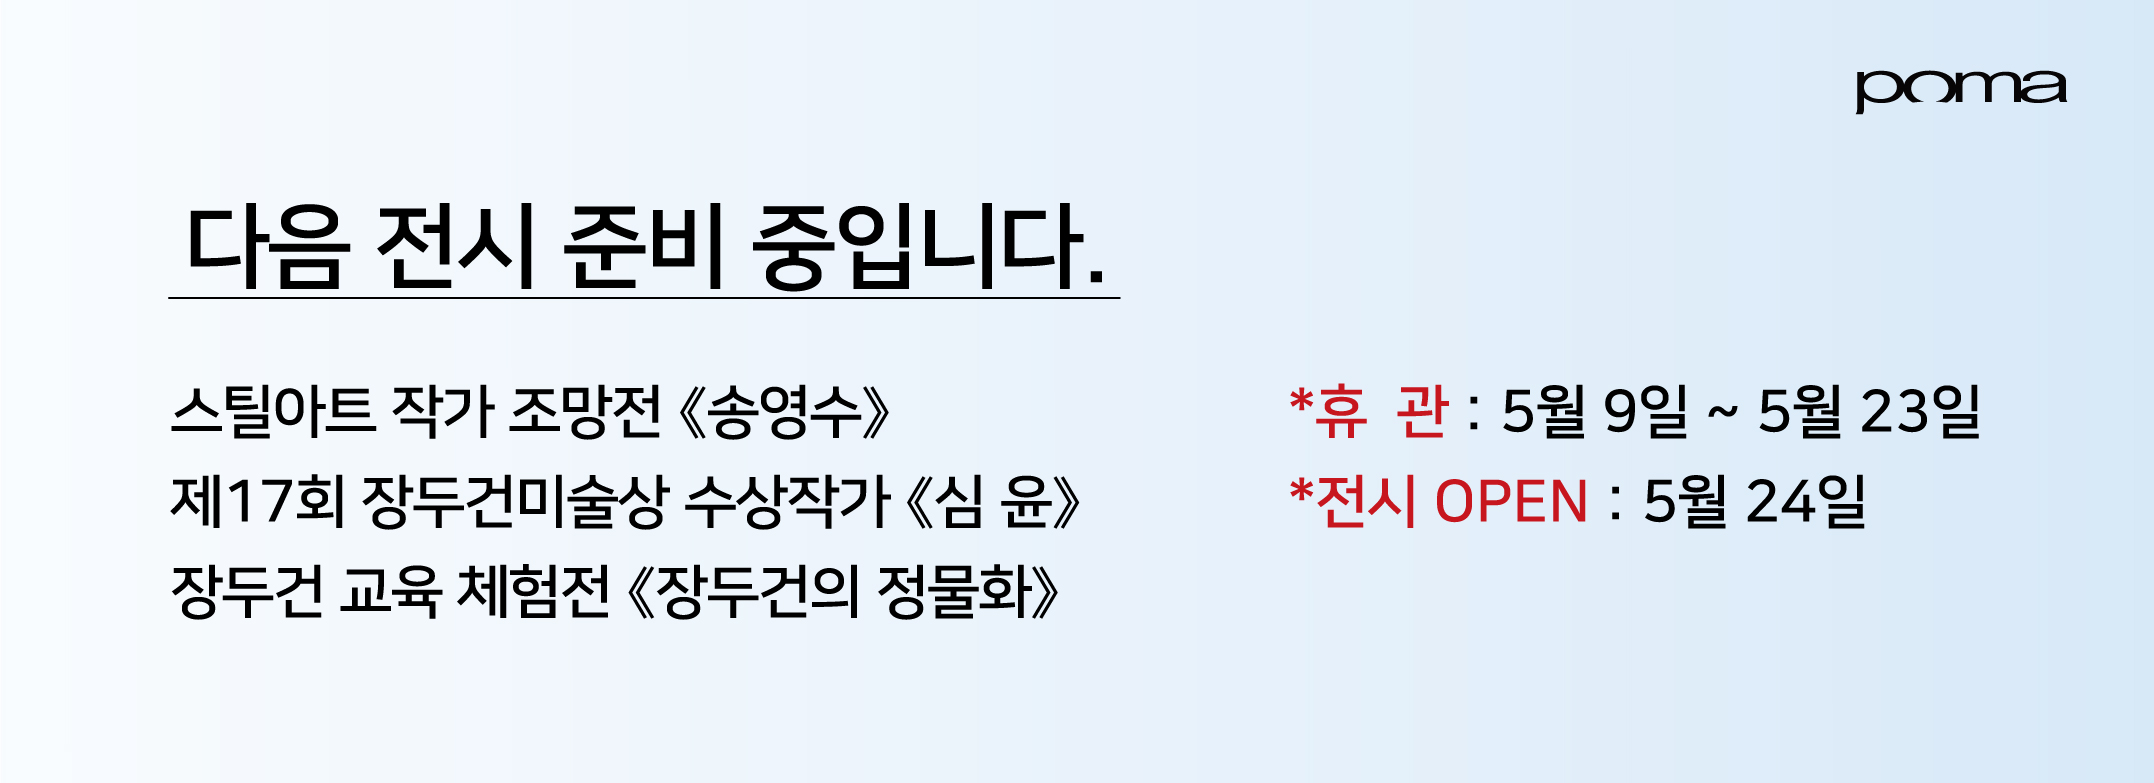 poma
다음 전시 준비 중입니다.
스틸아트 작가 조망전 《송영수》
제17회 장두건미술상 수상작가 《심 윤》
장두건 교육 체험전 《장두건의 정물화》
*휴 관 : 5월 9일 ~ 5월 23일
*전시 OPEN : 5월 24일